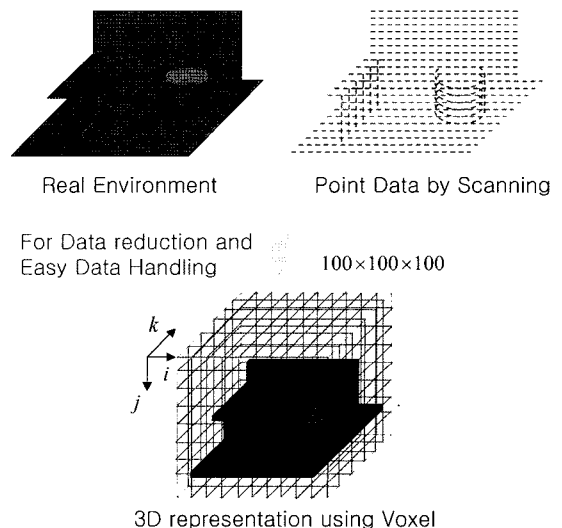 Real Environment
Point Data by Scanning
For Data reduction and
Easy Data Handling
100×100×100
k
i
j
3D representation using Voxel